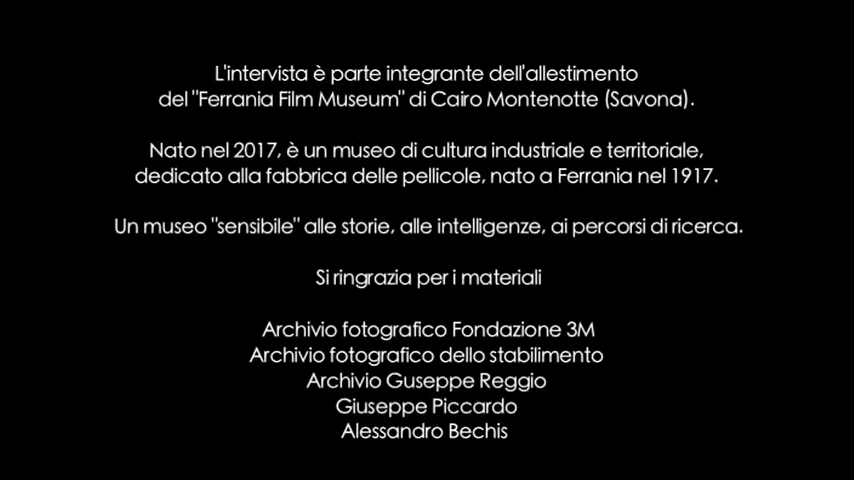 L'intervista è parte integrante dell'allestimento
del "Ferrania Film Museum" di Cairo Montenotte (Savona).
Nato nel 2017, è un museo di cultura industriale e territoriale,
dedicato alla fabbrica delle pellicole, nato a Ferrania nel 1917.
Un museo "sensibile" alle storie, alle intelligenze, ai percorsi di ricerca.
Si ringrazia per i materiali
Archivio fotografico Fondazione 3M
Archivio fotografico dello stabilimento
Archivio Guseppe Reggio
Giuseppe Piccardo
Alessandro Bechis